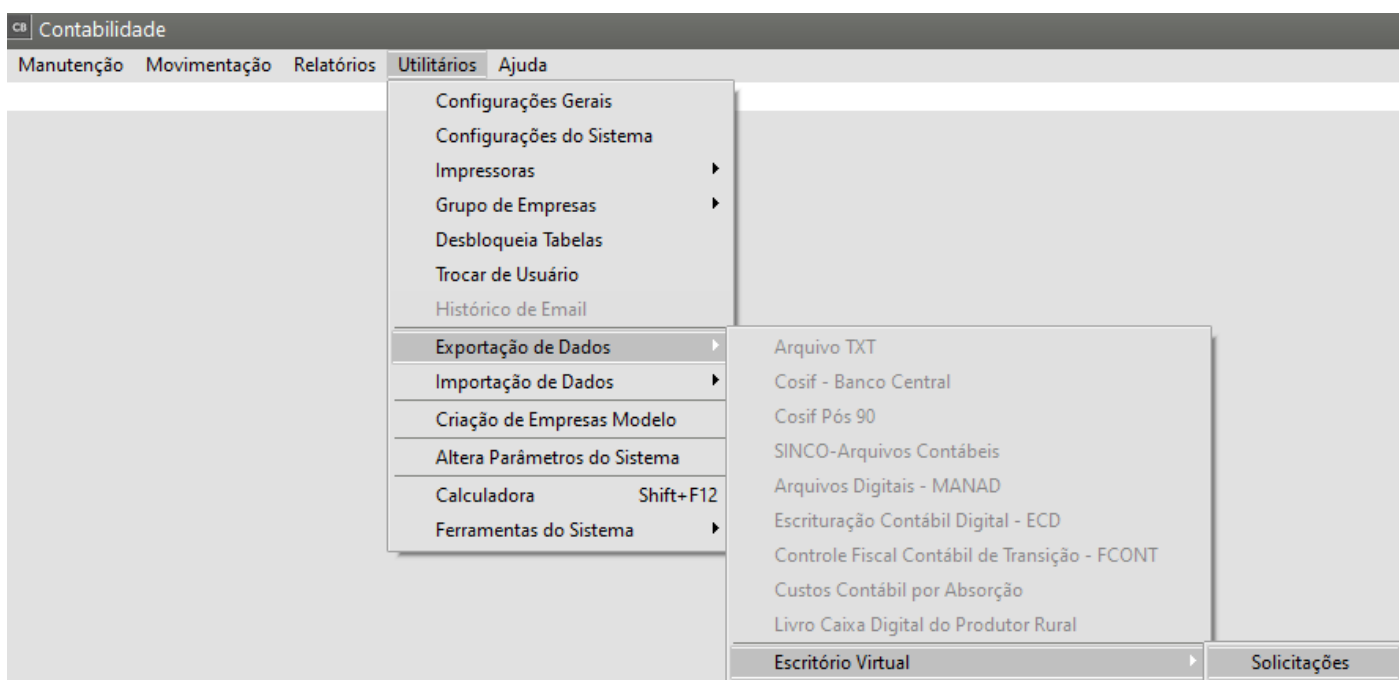 CB Contabilidade
Manutenção Movimentação Relatórios Utilitários Ajuda
Configurações Gerais
Configurações do Sistema
Impressoras
Grupo de Empresas
Desbloqueia Tabelas
Trocar de Usuário
Histórico de Email
Exportação de Dados
Importação de Dados
Criação de Empresas Modelo
Altera Parâmetros do Sistema
Calculadora Shift+F12
Ferramentas do Sistema
Arquivo TXT
Cosif - Banco Central
Cosif Pós 90
SINCO-Arquivos Contábeis
Arquivos Digitais - MANAD
Escrituração Contábil Digital - ECD
Controle Fiscal Contábil de Transição - FCONT
Custos Contábil por Absorção
Livro Caixa Digital do Produtor Rural
Escritório Virtual
Solicitações